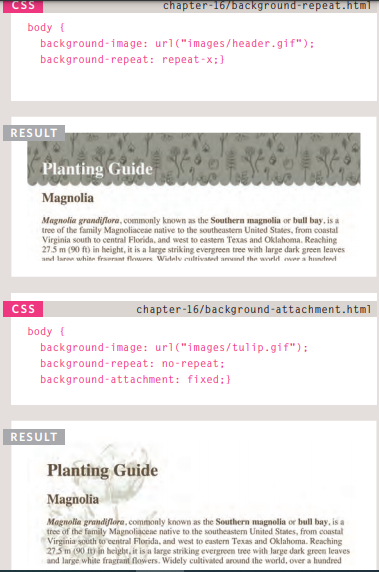 CSS chapter-16/background-repeat.html
body {
background-image: url("images/header.gif");
background-repeat: repeat-x;}
RESULT
Planting Guide
Magnolia
Magnolia grandiflora, commonly known as the Southern magnolia or bull bay, is a
tree of the family Magnoliaceae native to the southeastern United States, from coastal
Virginia south to central Florida, and west to eastern Texas and Oklahoma. Reaching
27.5 m (90 ft) in height, it is a large striking evergreen tree with large dark green leaves
and large white fragrant flowers. Widely cultivated around the world, over a hundred
CSS chapter-16/background-attachment.html
body {
background-image: url("images/tulip.gif");
background-repeat: no-repeat;
background-attachment: fixed;}
RESULT
Planting Guide
Magnolia
Magnolia grandiflora, commonly known as the Southern magnolia or bull bay, is a
tree of the family Magnoliaceae native to the southeastern United States, from coastal
Virginia south to central Florida, and west to eastern Texas and Oklahoma. Reaching
27.5 m (90 ft) in height, it is a large striking evergreen tree with large dark green leaves
and large white fragrant flowers. Widely cultivated around the world, over a hundred